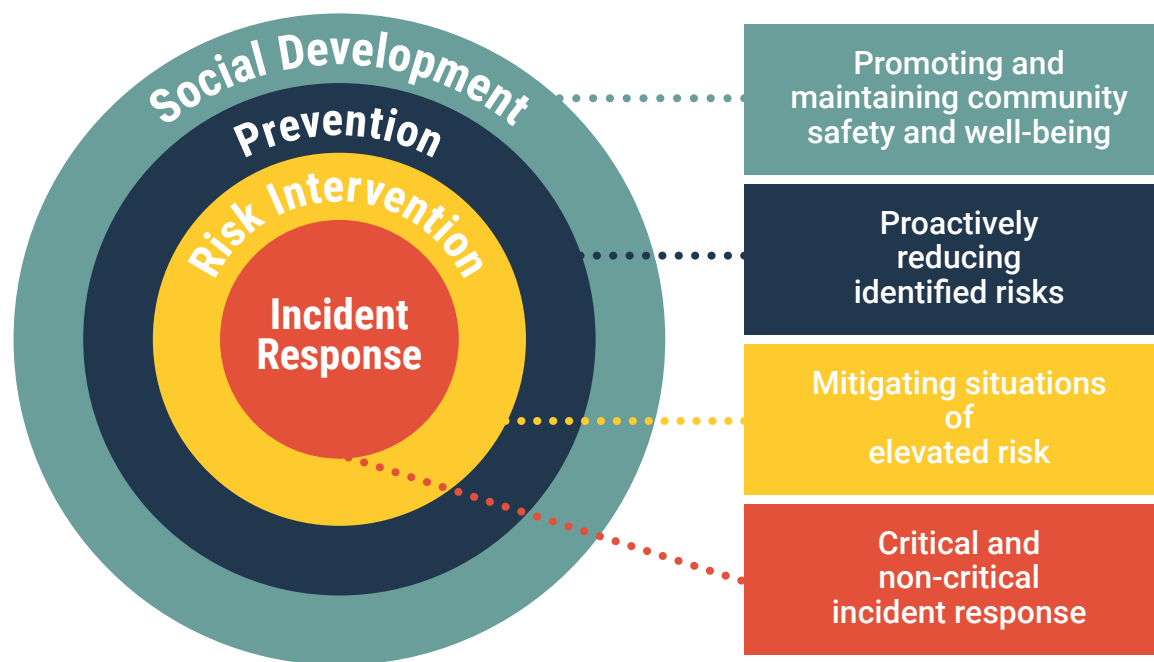 Social Development
Prevention
Risk Intervention
Incident
Response
Promoting and
maintaining community
safety and well-being
Proactively
reducing
identified risks
Mitigating situations
of
elevated risk
Critical and
non-critical
incident response